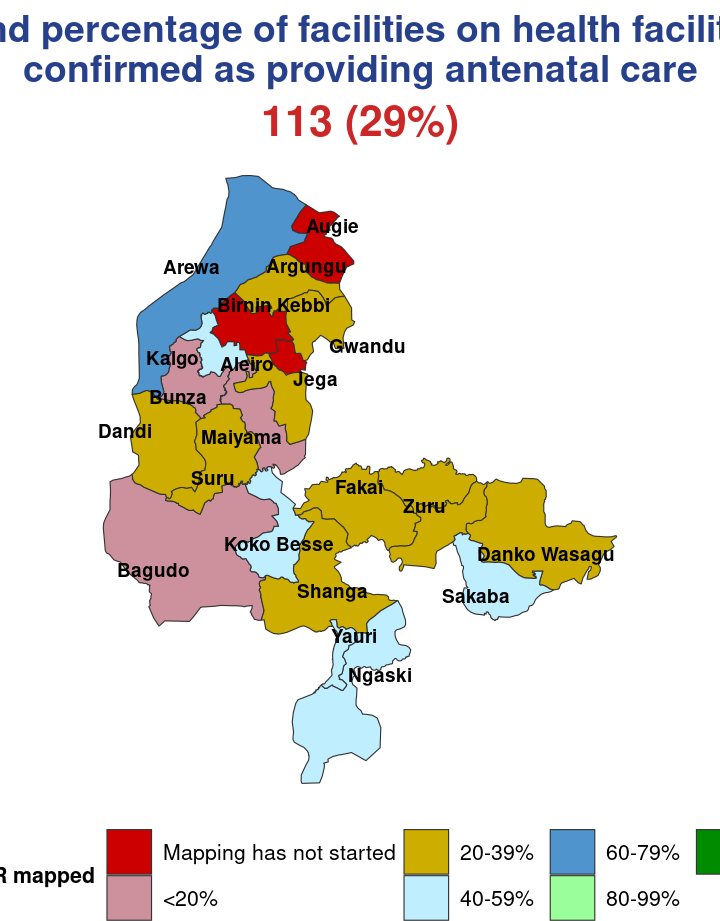 percentage of facilities on health
confirmed as providing antenatal care
113 (29%)
Augie
Arewa
Argungu
Birnin Kebbi
Gwandu
Kalgo
Aleiro
Jega
Bunza
Dandi
Maiyama
Suru
Fakai
Zuru
Koko Besse
Danko Wasagu
Bagudo
Shanga
Sakaba
Yauri
Ngaski
Mapping has not started
20-39%
60-79%
R mapped
<20%
40-59%
80-99%